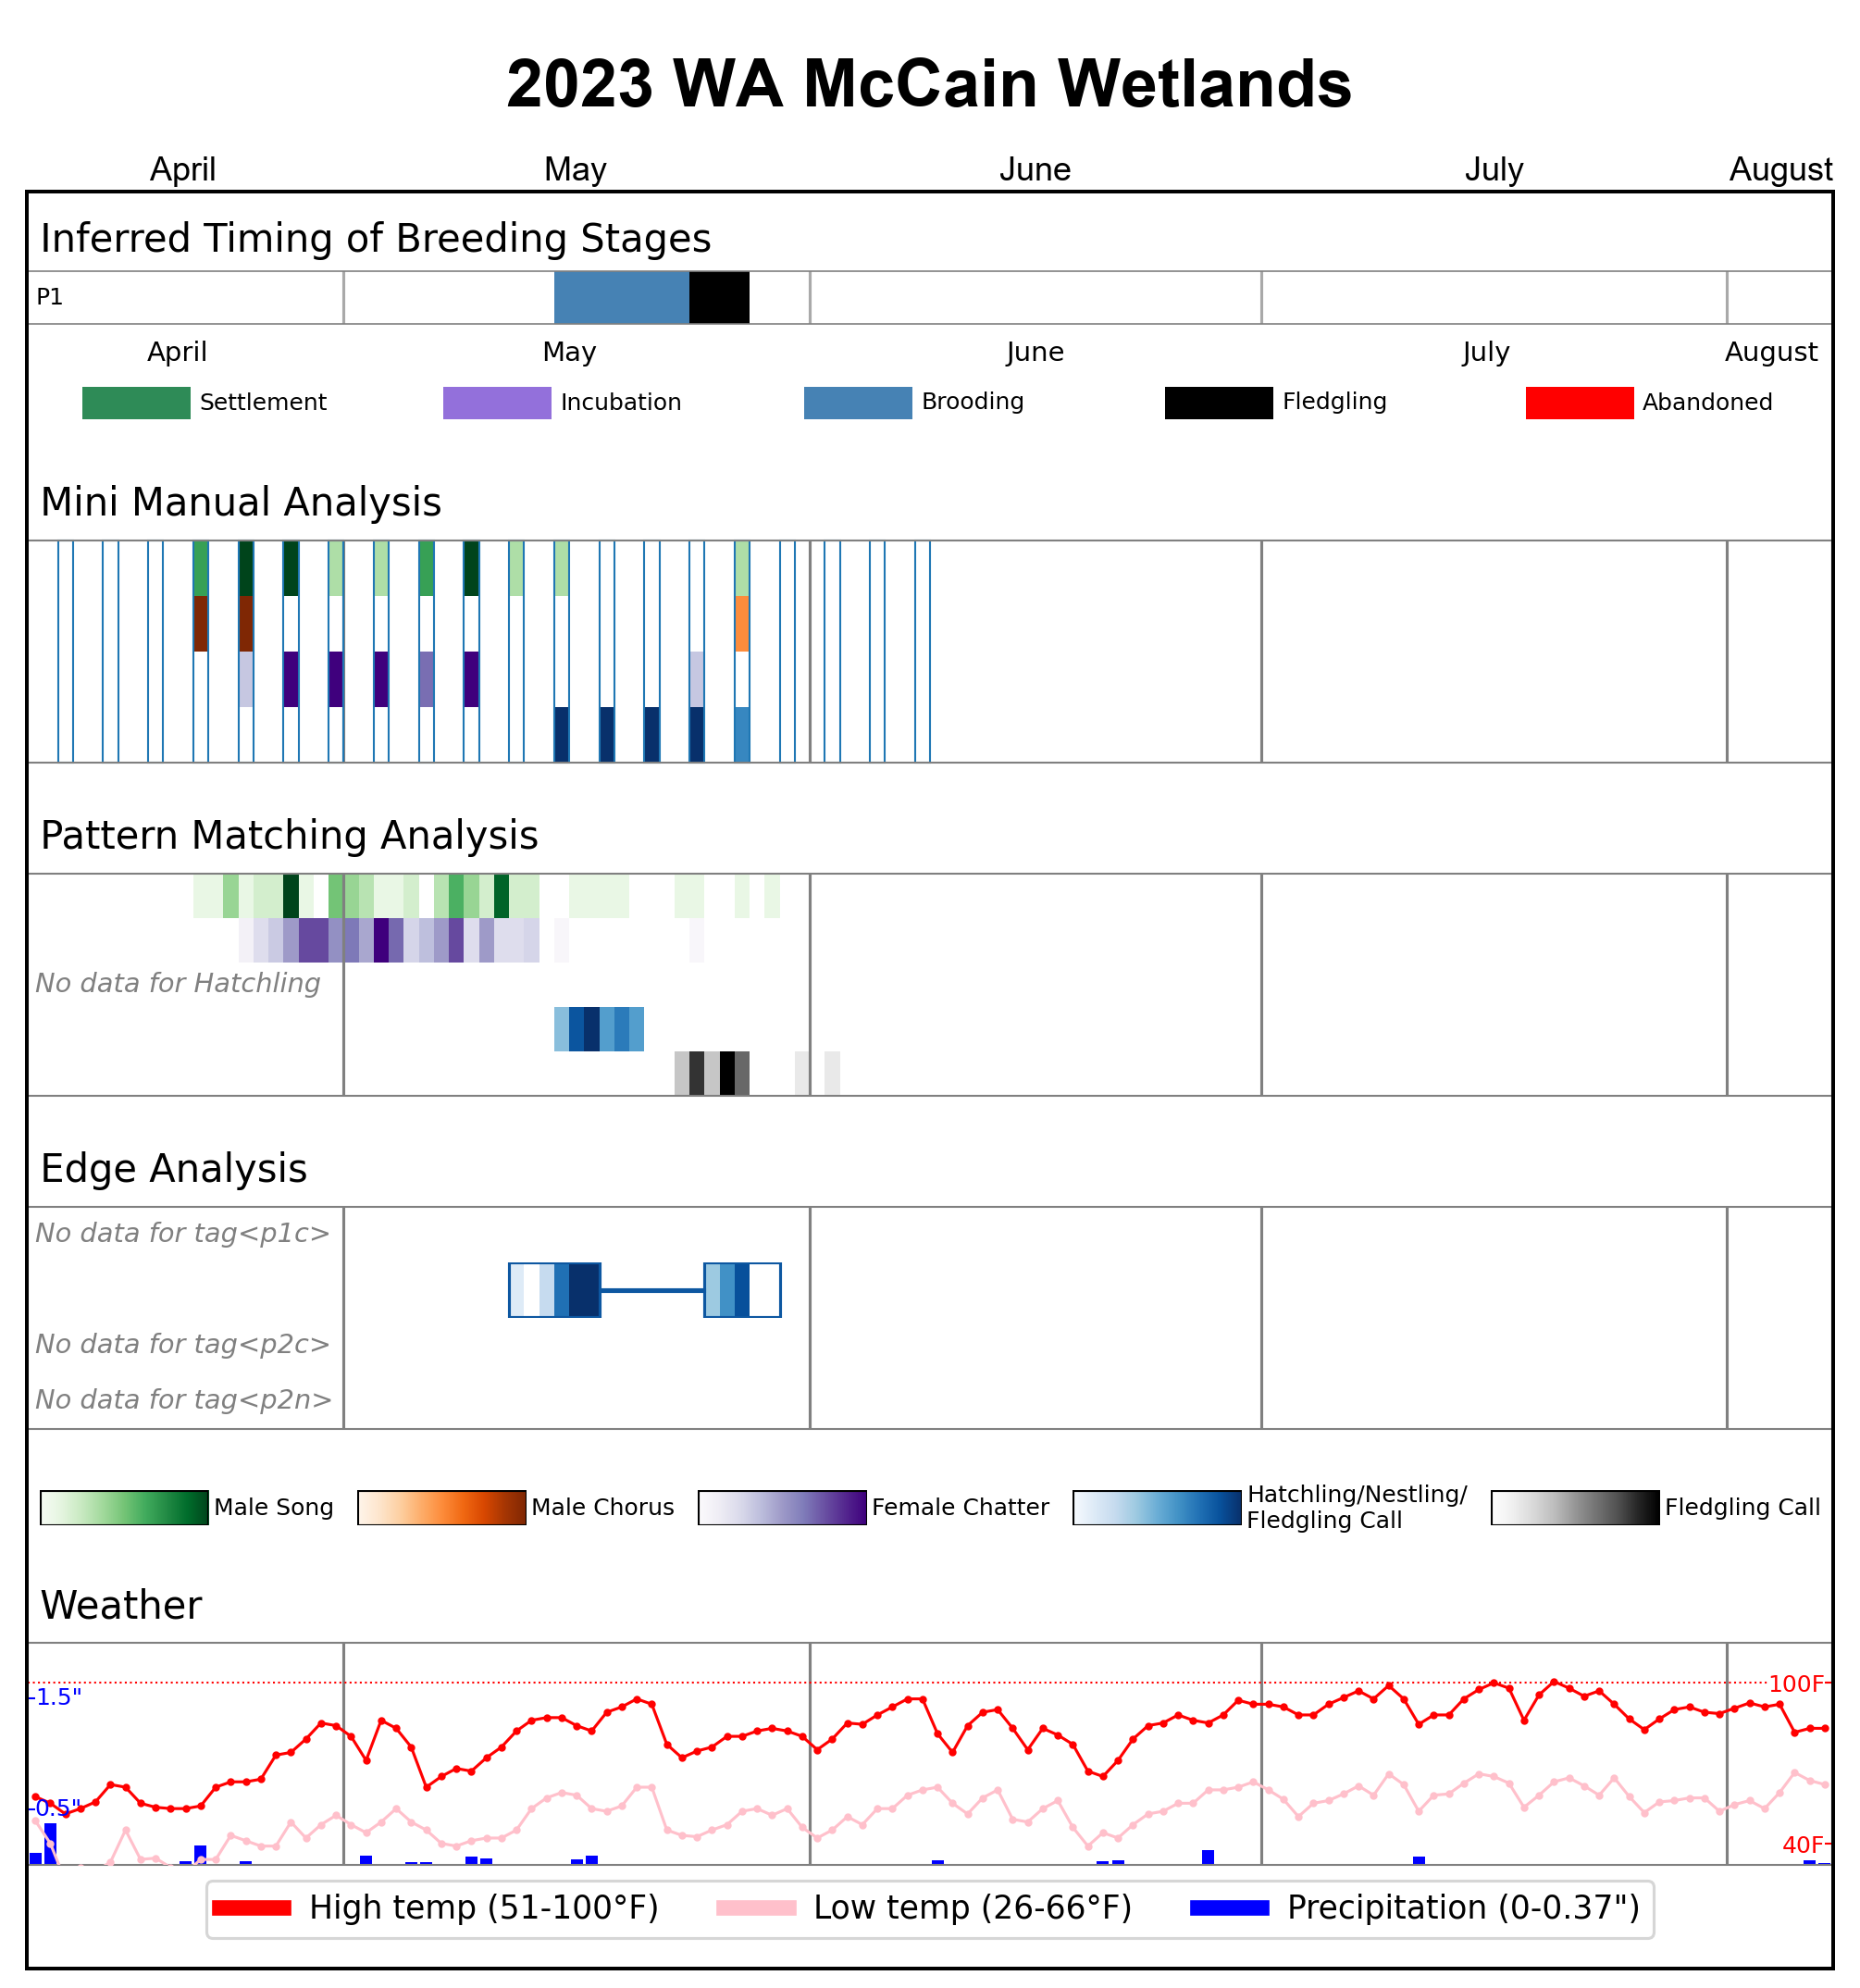 2023 WA McCain Wetlands
April May June July August
Inferred Timing of Breeding Stages
P1
April May June July August
Settlement Incubation Brooding Fledgling Abandoned
Mini Manual Analysis
Pattern Matching Analysis
No data for Hatchling
Edge Analysis
No data for tag<p1c>
No data for tag<p2c>
No data for tag<p2n>
Male Song Male Chorus Female Chatter Hatchling/Nestling/
Fledgling Call Fledgling Call
Weather
100F
1.5"
0.5"
40F
High temp (51-100°F) Low temp (26-66°F) Precipitation (0-0.37")